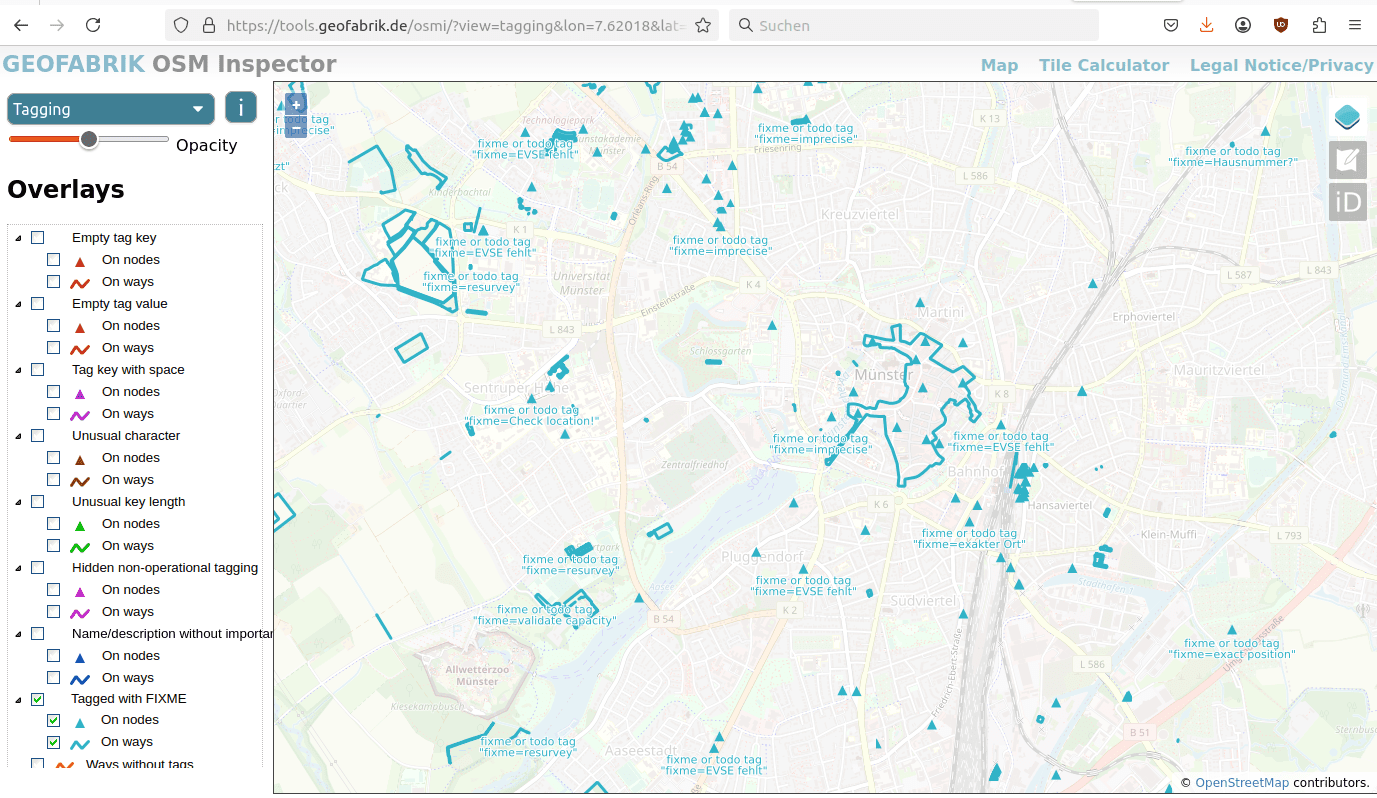 https://tools.geofabrik.de/osmi/?view=tagging&lon=7.62018&lat=
Suchen
GEOFABRIK OSM Inspector
Map Tile Calculator Legal Notice/Privacy
Tagging
i
Opacity
Overlays
Empty tag key
On nodes
On ways
Empty tag value
On nodes
On ways
Tag key with space
On nodes
On ways
Unusual character
On nodes
On ways
Unusual key length
On nodes
On ways
Hidden non-operational tagging
On nodes
On ways
Name/description without importan
On nodes
On ways
Tagged with FIXME
On nodes
On ways
Ways without tags
+
or todo tag
=imprecise"
zt"
Technologiepark
fixme or todo tag
"fixme=EVSE fehlt"
Kunstakademie
Münster
B 54
fixme or todo tag
"fixme=imprecise"
Friesenring
K 13
fixme or todo tag
"fixme=Hausnummer?"
iD
Kinderbachtal
L 586
Orléans-Ring
K 1
Kreuzviertel
fixme or todo tag
"fixme=EVSE fehlt"
fixme or todo tag
"fixme=imprecise"
fixme or todo tag
"fixme=resurvey"
Universität
Münster
Einsteinstraße
K 4
L 587
L 843
Martini
Erphoviertel
L 843
Schlossgarten
Münster
Mauritzviertel
Sentruper Höhe
K 8
fixme or todo tag
"fixme=Check location!"
fixme or todo tag
"fixme=imprecise"
fixme or todo tag
"fixme=EVSE fehlt"
Zentralfriedhof
Bahnhof
K 6
Hansaviertel
fixme or todo tag
"fixme=exakter Ort"
Klein-Muffi
L 793
fixme or todo tag
"fixme=resurvey"
Pluggendorf
fixme or todo tag
"fixme=EVSE fehlt"
Aasee
Stadthafen
Südviertel
K 2
fixme or todo tag
"fixme=validate capacity"
B 54
fixme or todo tag
"fixme=exact position"
Umgehungsstraße
L 586
Allwetterzoo
Münster
Kiesekampbusch
Friedrich-Ebert-Straße
B 51
fixme or todo tag
"fixme=resurvey"
Aaseestadt
fixme or todo tag
"fixme=EVSE fehlt"
© OpenStreetMap contributors.